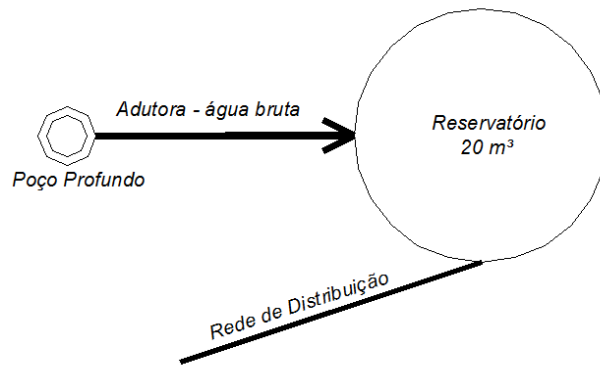 Adutora - água bruta
Reservatório
20 m³
Poço Profundo
Rede de Distribuição